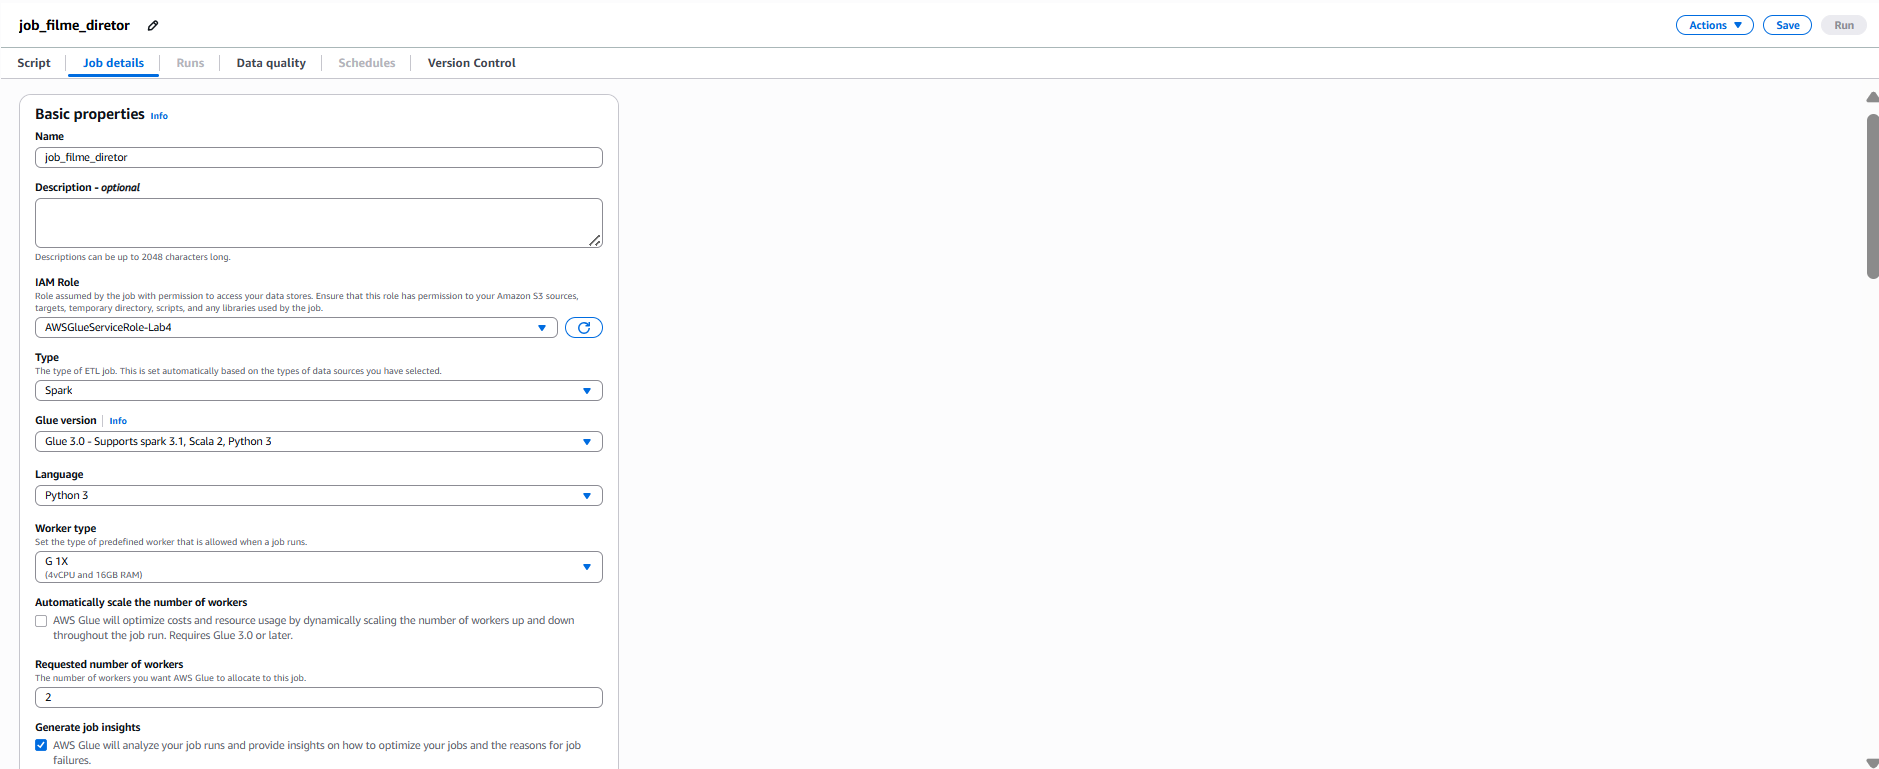 job_filme_diretor
Actions
Save
Run
Script
Job details
Runs
Data quality
Schedules
Version Control
Basic properties Info
Name
job_filme_diretor
Description - optional
Descriptions can be up to 2048 characters long.
IAM Role
Role assumed by the job with permission to access your data stores. Ensure that this role has permission to your Amazon S3 sources,
targets, temporary directory, scripts, and any libraries used by the job.
AWSGlueServiceRole-Lab4
Type
The type of ETL job. This is set automatically based on the types of data sources you have selected.
Spark
Glue version Info
Glue 3.0 - Supports spark 3.1, Scala 2, Python 3
Language
Python 3
Worker type
Set the type of predefined worker that is allowed when a job runs.
G 1X
(4vCPU and 16GB RAM)
Automatically scale the number of workers
AWS Glue will optimize costs and resource usage by dynamically scaling the number of workers up and down
throughout the job run. Requires Glue 3.0 or later.
Requested number of workers
The number of workers you want AWS Glue to allocate to this job.
2
Generate job insights
AWS Glue will analyze your job runs and provide insights on how to optimize your jobs and the reasons for job
failures.